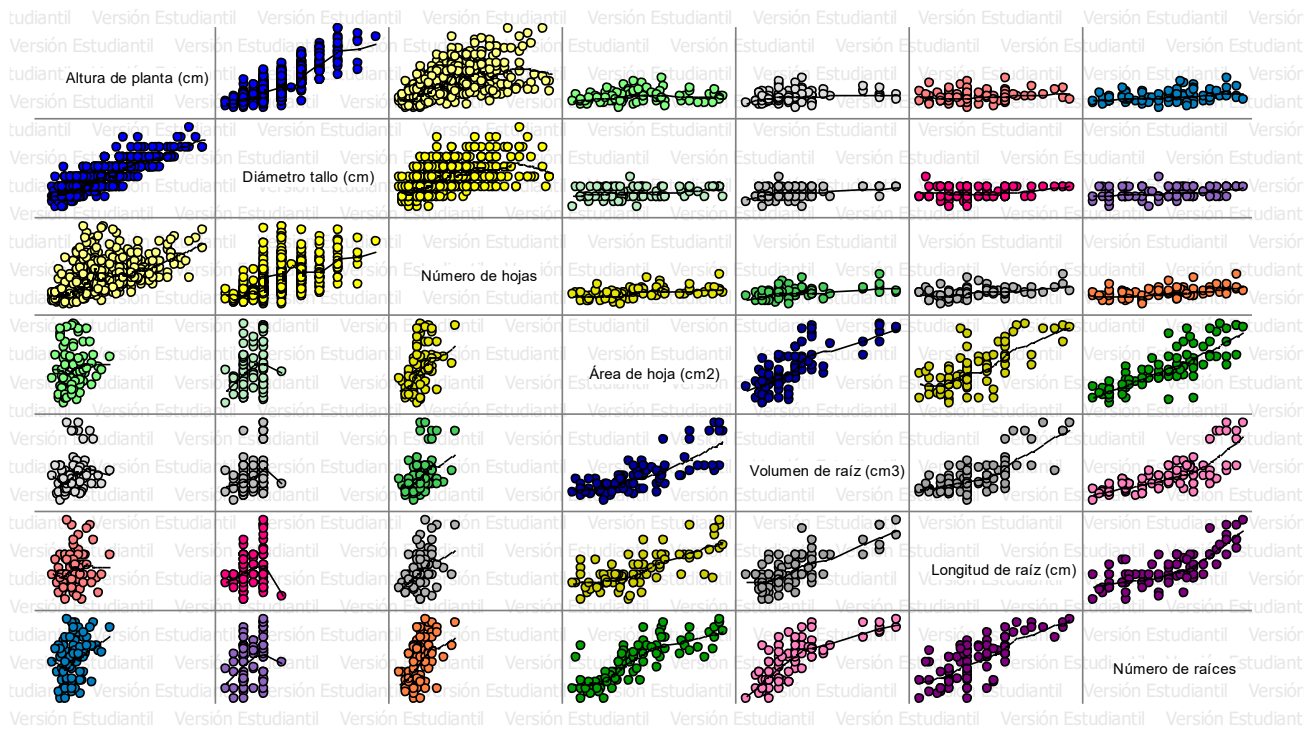 Altura de planta (cm)
Diámetro tallo (cm)
Número de hojas
Área de hoja (cm2)
Volumen de raíz (cm3)
Longitud de raíz (cm)
Número de raíces
Versión Estudiantil